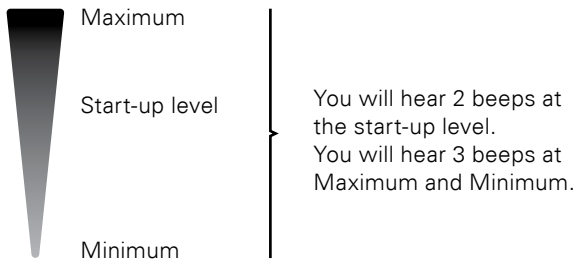 Maximum
Start-up level
Minimum
You will hear 2 beeps at
the start-up level.
You will hear 3 beeps at
Maximum and Minimum.